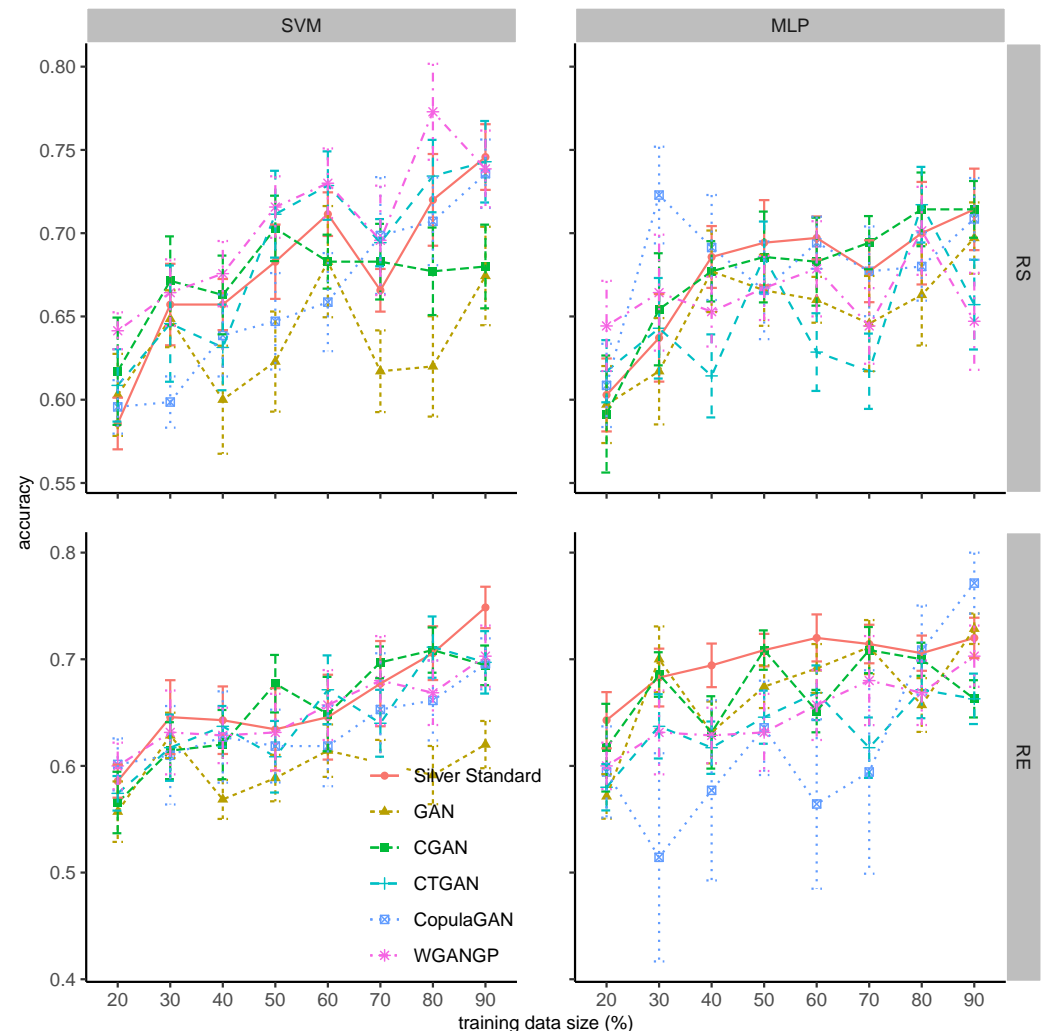 SVM
MLP
0.80
0.75
0.70
0.65
0.60
0.55
RS
accuracy
0.8
0.7
0.6
0.5
0.4
RE
Silver Standard
GAN
CGAN
CTGAN
CopulaGAN
WGANGP
20 30 40 50 60 70 80 90
20 30 40 50 60 70 80 90
training data size (%)